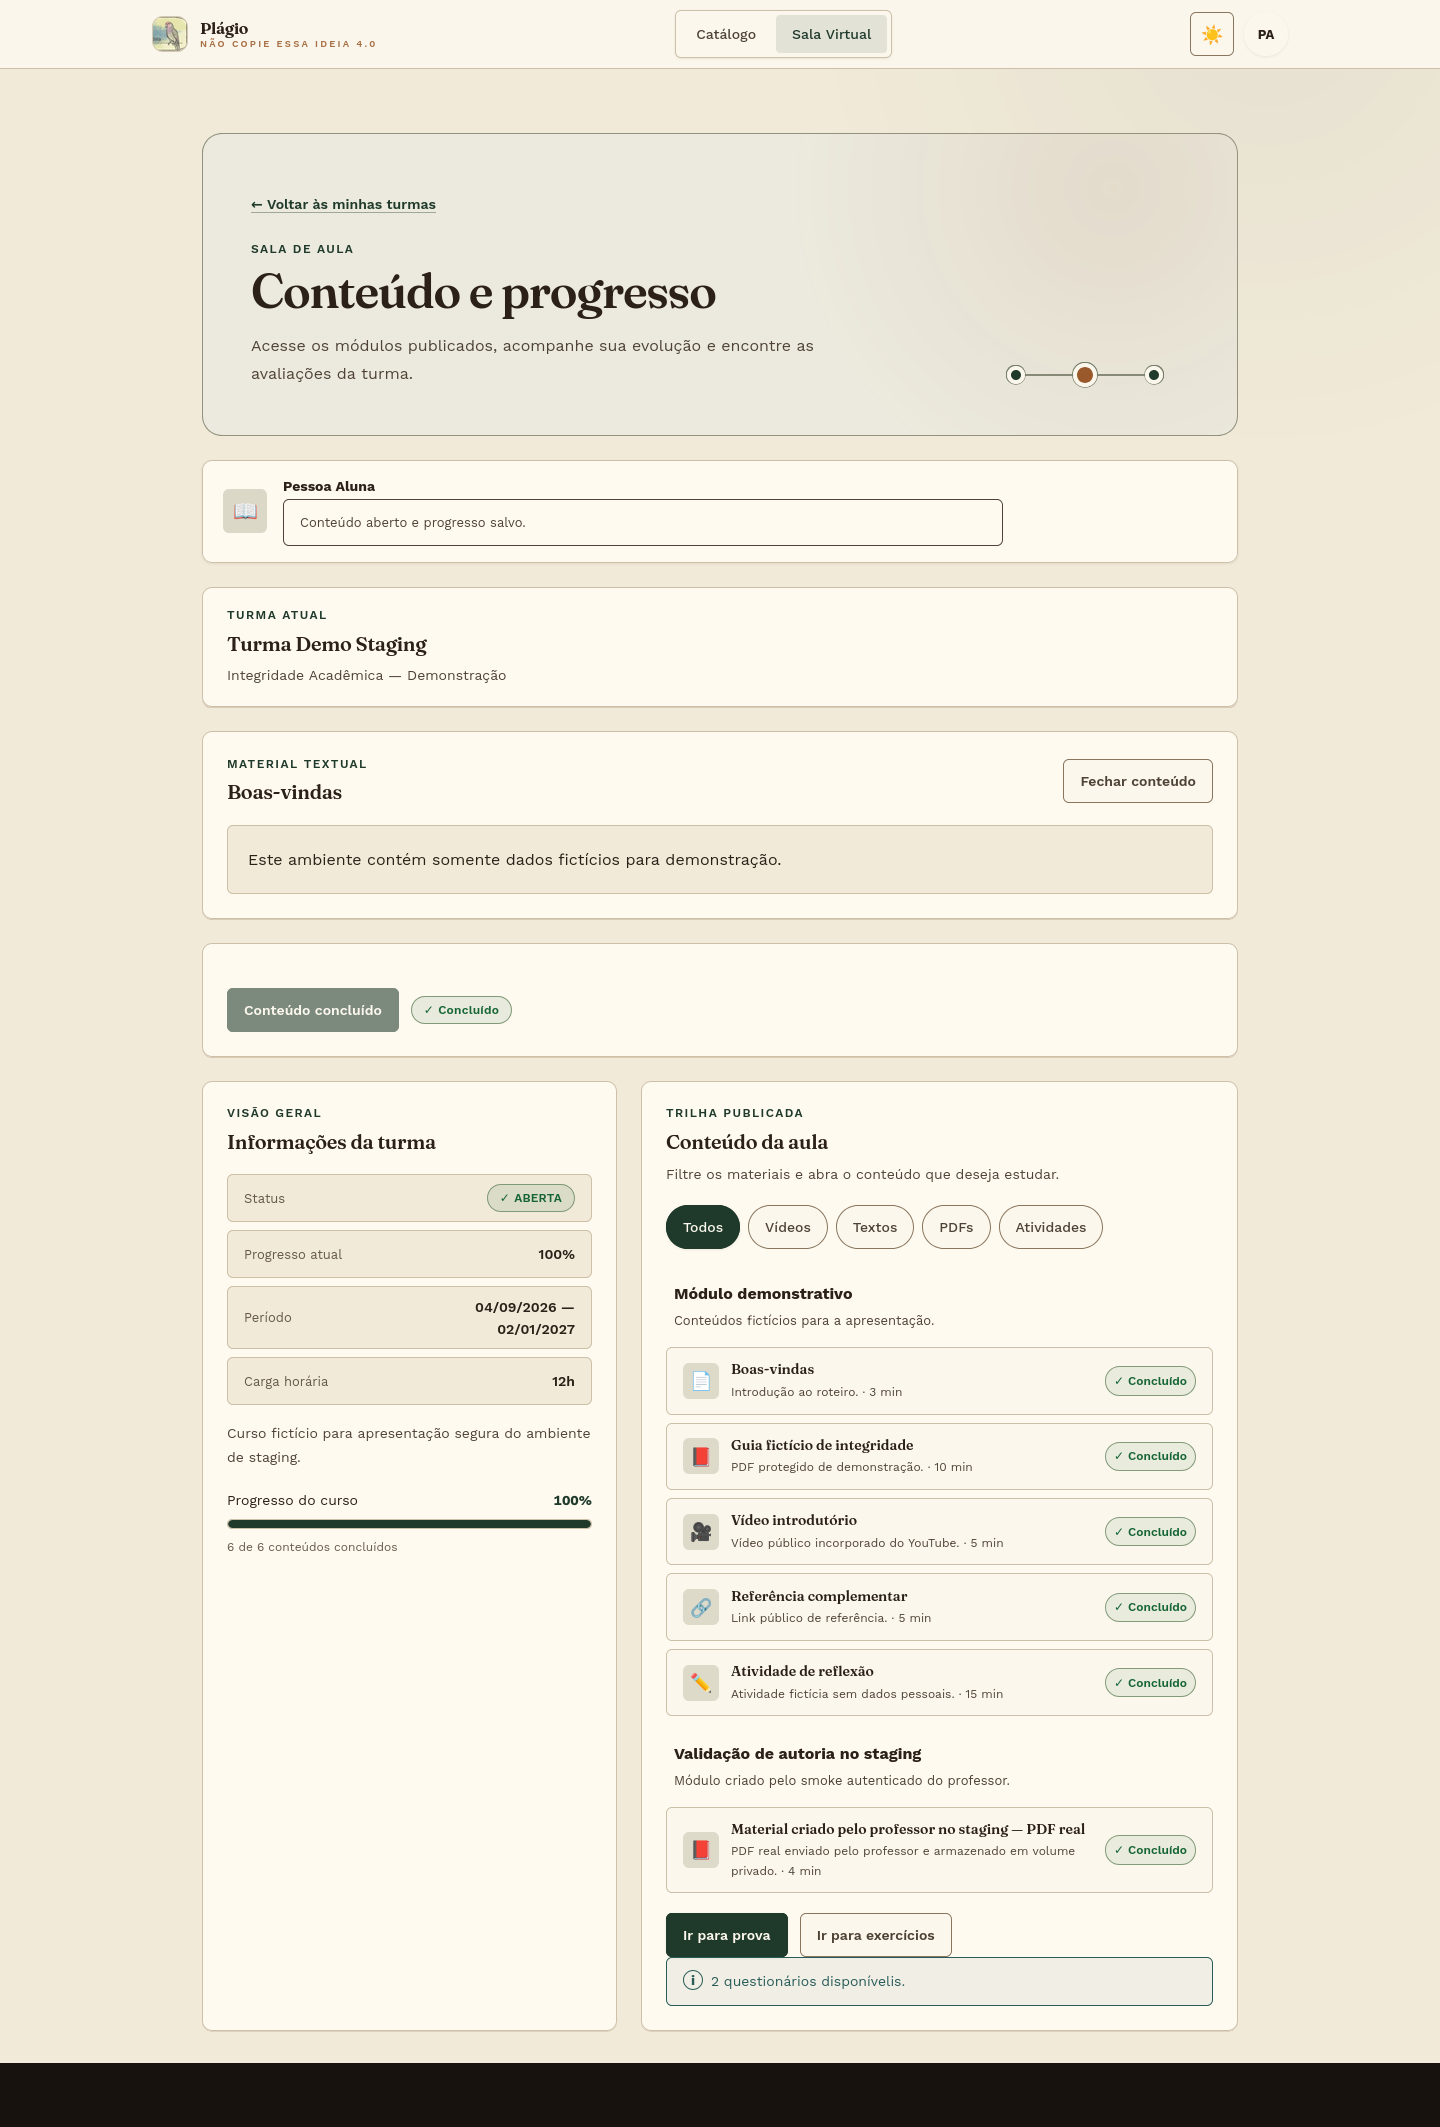 Plágio
NÃO COPIE ESSA IDEIA 4.0
Catálogo
Sala Virtual
PA
← Voltar às minhas turmas
SALA DE AULA
Conteúdo e progresso
Acesse os módulos publicados, acompanhe sua evolução e encontre as
avaliações da turma.
Pessoa Aluna
Conteúdo aberto e progresso salvo.
TURMA ATUAL
Turma Demo Staging
Integridade Acadêmica — Demonstração
MATERIAL TEXTUAL
Boas-vindas
Fechar conteúdo
Este ambiente contém somente dados fictícios para demonstração.
Conteúdo concluído
✓ Concluído
VISÃO GERAL
Informações da turma
Status
✓ ABERTA
Progresso atual
100%
Período
04/09/2026 —
02/01/2027
Carga horária
12h
Curso fictício para apresentação segura do ambiente
de staging.
Progresso do curso
100%
6 de 6 conteúdos concluídos
TRILHA PUBLICADA
Conteúdo da aula
Filtre os materiais e abra o conteúdo que deseja estudar.
Todos
Vídeos
Textos
PDFs
Atividades
Módulo demonstrativo
Conteúdos fictícios para a apresentação.
Boas-vindas
Introdução ao roteiro. · 3 min
✓ Concluído
Guia fictício de integridade
PDF protegido de demonstração. · 10 min
✓ Concluído
Vídeo introdutório
Vídeo público incorporado do YouTube. · 5 min
✓ Concluído
Referência complementar
Link público de referência. · 5 min
✓ Concluído
Atividade de reflexão
Atividade fictícia sem dados pessoais. · 15 min
✓ Concluído
Validação de autoria no staging
Módulo criado pelo smoke autenticado do professor.
Material criado pelo professor no staging — PDF real
PDF real enviado pelo professor e armazenado em volume
privado. · 4 min
✓ Concluído
Ir para prova
Ir para exercícios
2 questionários disponívelis.